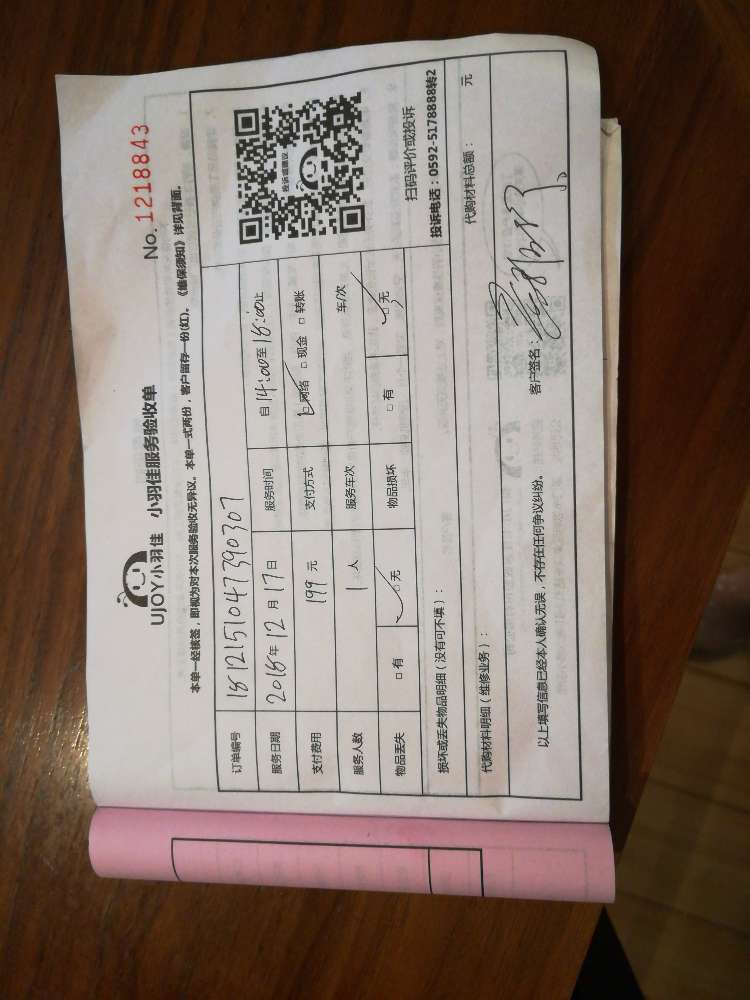 UJOY小羽佳 小羽佳服务验收单 No. 1218843
本单一经核签，即视为对本次服务验收无异议。本单一式两份，客户留存一份(红)。《维保须知》详见背面。
订单编号 1812151047390307
服务日期 2018年12月17日 服务时间 自14:00至18:00止
支付费用 199元 支付方式 □网络 □现金 □转账
服务人数 1人 服务车次 车/次
物品丢失 □有 □无 物品损坏 □有 □无
投诉或建议
扫码评价或投诉
投诉电话：0592-5178888转2
损坏或丢失物品明细（没有可不填）：
代购材料明细（维修业务）： 代购材料总额： 元
以上填写信息已经本人确认无误，不存在任何争议纠纷。 客户签名：